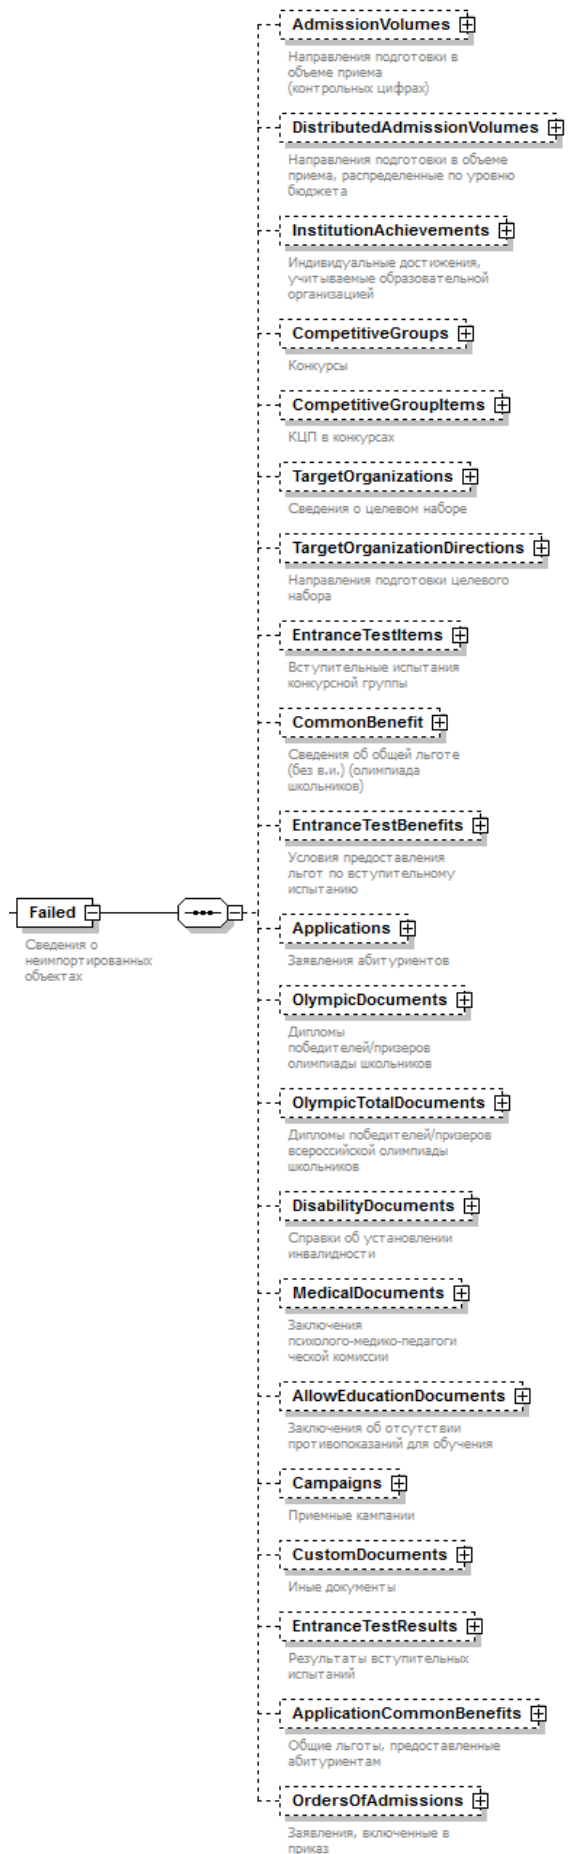 AdmissionVolumes
Направления подготовки в
объеме приема
(контрольных цифрах)
DistributedAdmissionVolumes
Направления подготовки в объеме
приема, распределенные по уровню
бюджета
InstitutionAchievements
Индивидуальные достижения,
учитываемые образовательной
организацией
CompetitiveGroups
Конкурсы
CompetitiveGroupItems
КЦП в конкурсах
TargetOrganizations
Сведения о целевом наборе
TargetOrganizationDirections
Направления подготовки целевого
набора
EntranceTestItems
Вступительные испытания
конкурсной группы
CommonBenefit
Сведения об общей льготе
(без в.и.) (олимпиада
школьников)
EntranceTestBenefits
Условия предоставления
льгот по вступительному
испытанию
Failed
Сведения о
неимпортированных
объектах
Applications
Заявления абитуриентов
OlympicDocuments
Дипломы
победителей/призеров
олимпиады школьников
OlympicTotalDocuments
Дипломы победителей/призеров
всероссийской олимпиады
школьников
DisabilityDocuments
Справки об установлении
инвалидности
MedicalDocuments
Заключения
психолого-медико-педагоги
ческой комиссии
AllowEducationDocuments
Заключения об отсутствии
противопоказаний для обучения
Campaigns
Приемные кампании
CustomDocuments
Иные документы
EntranceTestResults
Результаты вступительных
испытаний
ApplicationCommonBenefits
Общие льготы, предоставленные
абитуриентам
OrdersOfAdmissions
Заявления, включенные в
приказ